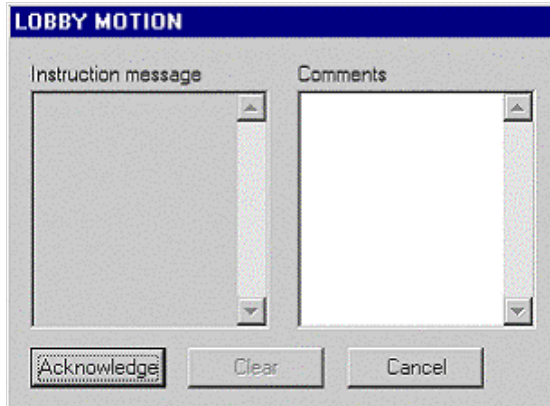 LOBBY MOTION
Instruction message Comments
Acknowledge Clear Cancel